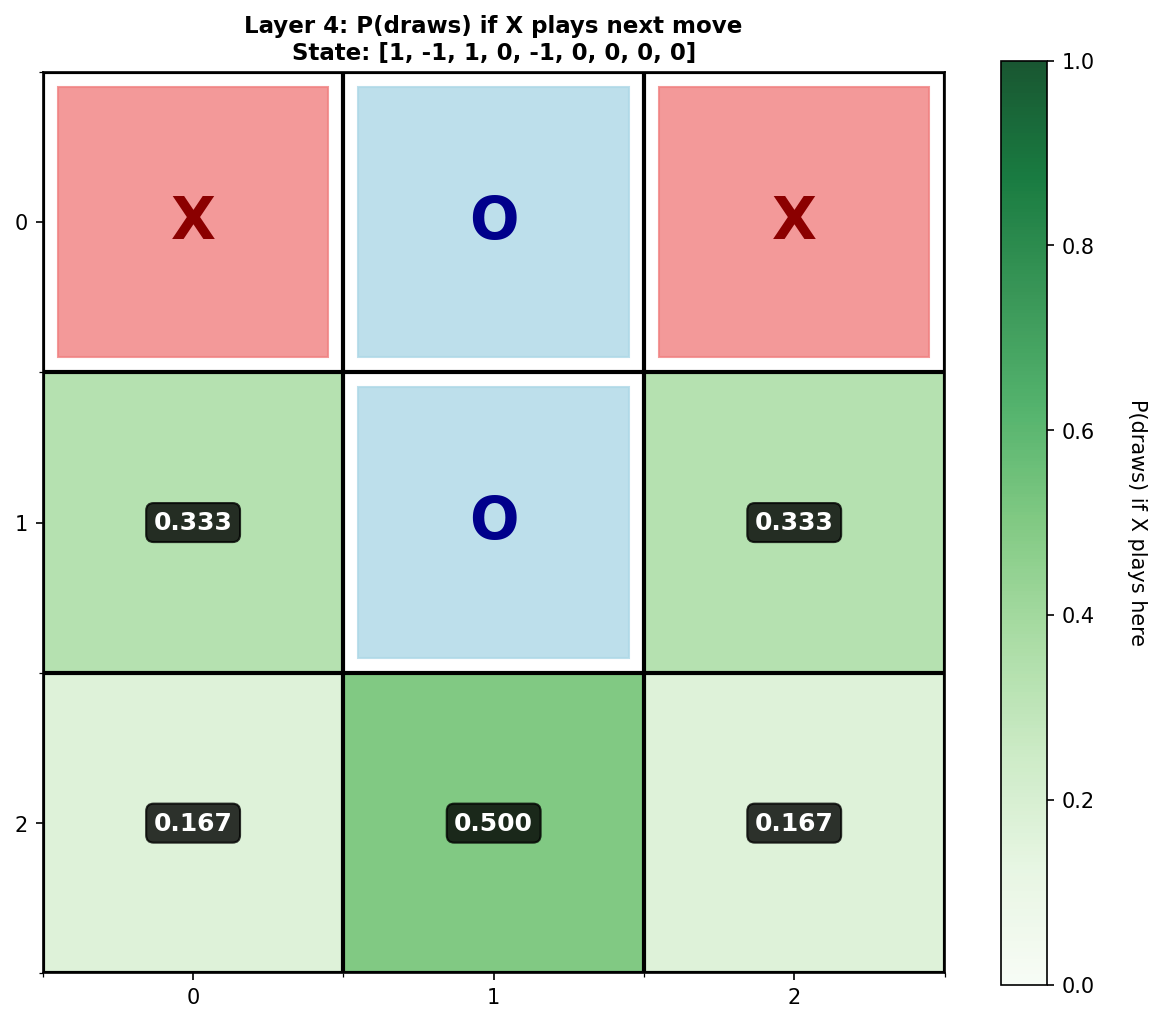 Layer 4: P(draws) if X plays next move
State: [1, -1, 1, 0, -1, 0, 0, 0, 0]
X
O
X
0.333
O
0.333
0.167
0.500
0.167
0
1
2
0
1
2
1.0
0.8
0.6
0.4
0.2
0.0
P(draws) if X plays here